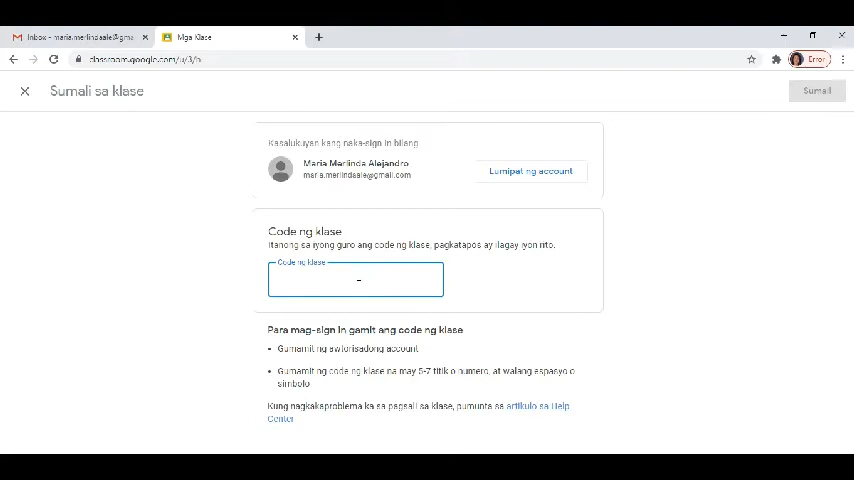 Inbox - maria.merlindaale@gma
Mga Klase
classroom.google.com/u/3/h
Error
Sumali sa klase
Sumali
Kasalukuyan kang naka-sign in bilang
Maria Merlinda Alejandro
maria.merlindaale@gmail.com
Lumipat ng account
Code ng klase
Itanong sa iyong guro ang code ng klase, pagkatapos ay ilagay iyon rito.
Code ng klase
Para mag-sign in gamit ang code ng klase
• Gumamit ng awtorisadong account
• Gumamit ng code ng klase na may 5-7 titik o numero, at walang espasyo o
simbolo
Kung nagkakaproblema ka sa pagsali sa klase, pumunta sa artikulo sa Help
Center